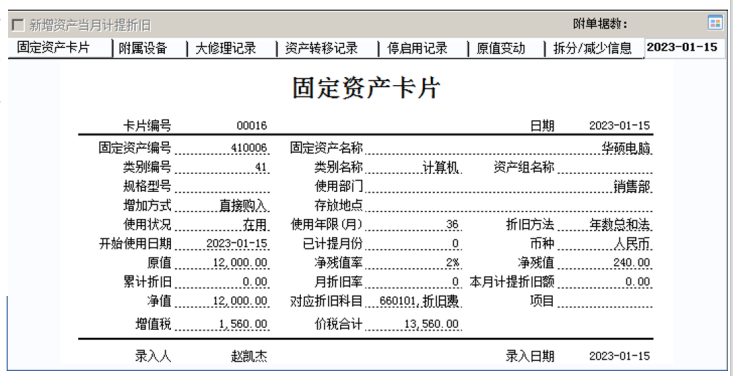 新增资产当月计提折旧 附单据数:
固定资产卡片 附属设备 大修理记录 资产转移记录 停启用记录 原值变动 拆分/减少信息 2023-01-15
固定资产卡片
卡片编号 00016 日期 2023-01-15
固定资产编号 410006 固定资产名称 华硕电脑
类别编号 41 类别名称 计算机 资产组名称
规格型号 使用部门 销售部
增加方式 直接购入 存放地点
使用状况 在用 使用年限(月) 36 折旧方法 年数总和法
开始使用日期 2023-01-15 已计提月份 0 币种 人民币
原值 12,000.00 净残值率 2% 净残值 240.00
累计折旧 0.00 月折旧率 0 本月计提折旧额 0.00
净值 12,000.00 对应折旧科目 660101,折旧费 项目
增值税 1,560.00 价税合计 13,560.00
录入人 赵凯杰 录入日期 2023-01-15